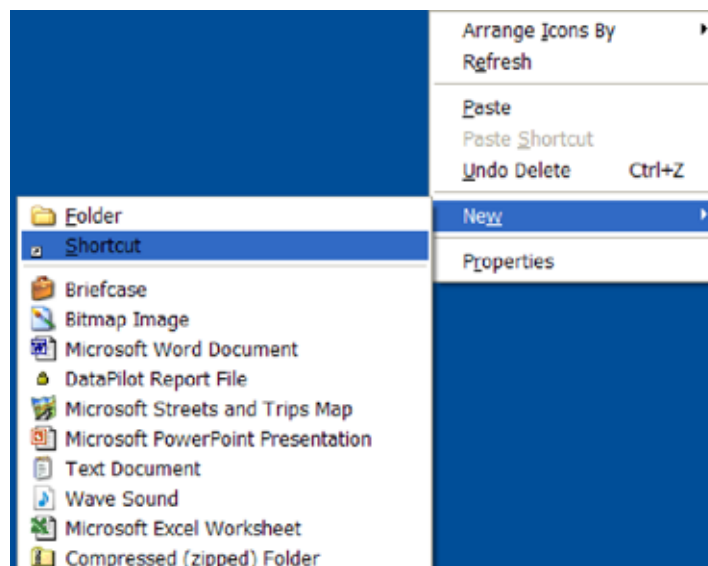 Arrange Icons By
Refresh
Paste
Paste Shortcut
Undo Delete Ctrl+Z
New
Properties
Folder
Shortcut
Briefcase
Bitmap Image
Microsoft Word Document
DataPilot Report File
Microsoft Streets and Trips Map
Microsoft PowerPoint Presentation
Text Document
Wave Sound
Microsoft Excel Worksheet
Compressed (zipped) Folder